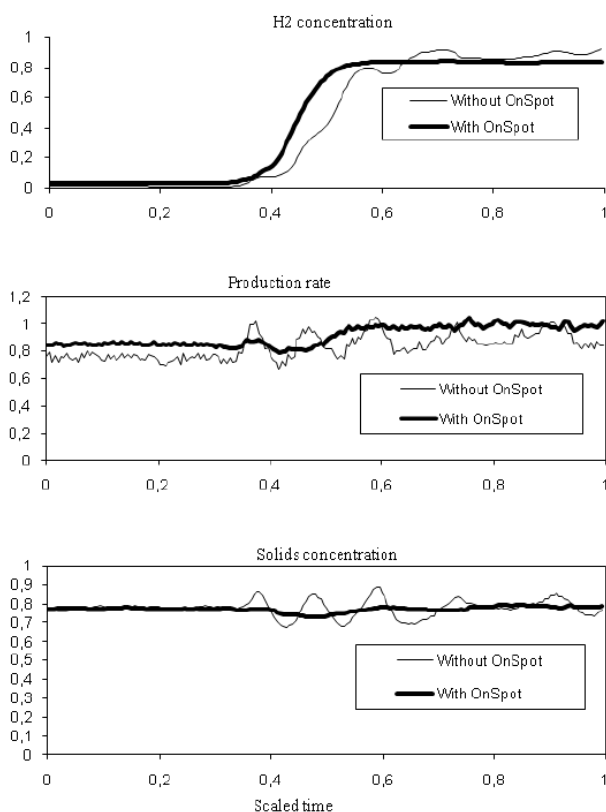 H2 concentration
1
0,8
0,6
0,4
0,2
0
Without OnSpot
With OnSpot
0 0,2 0,4 0,6 0,8 1
Production rate
1,2
1
0,8
0,6
0,4
0,2
0
Without OnSpot
With OnSpot
0 0,2 0,4 0,6 0,8 1
Solids concentration
1
0,9
0,8
0,7
0,6
0,5
0,4
0,3
0,2
0,1
0
Without OnSpot
With OnSpot
0 0,2 0,4 0,6 0,8 1
Scaled time